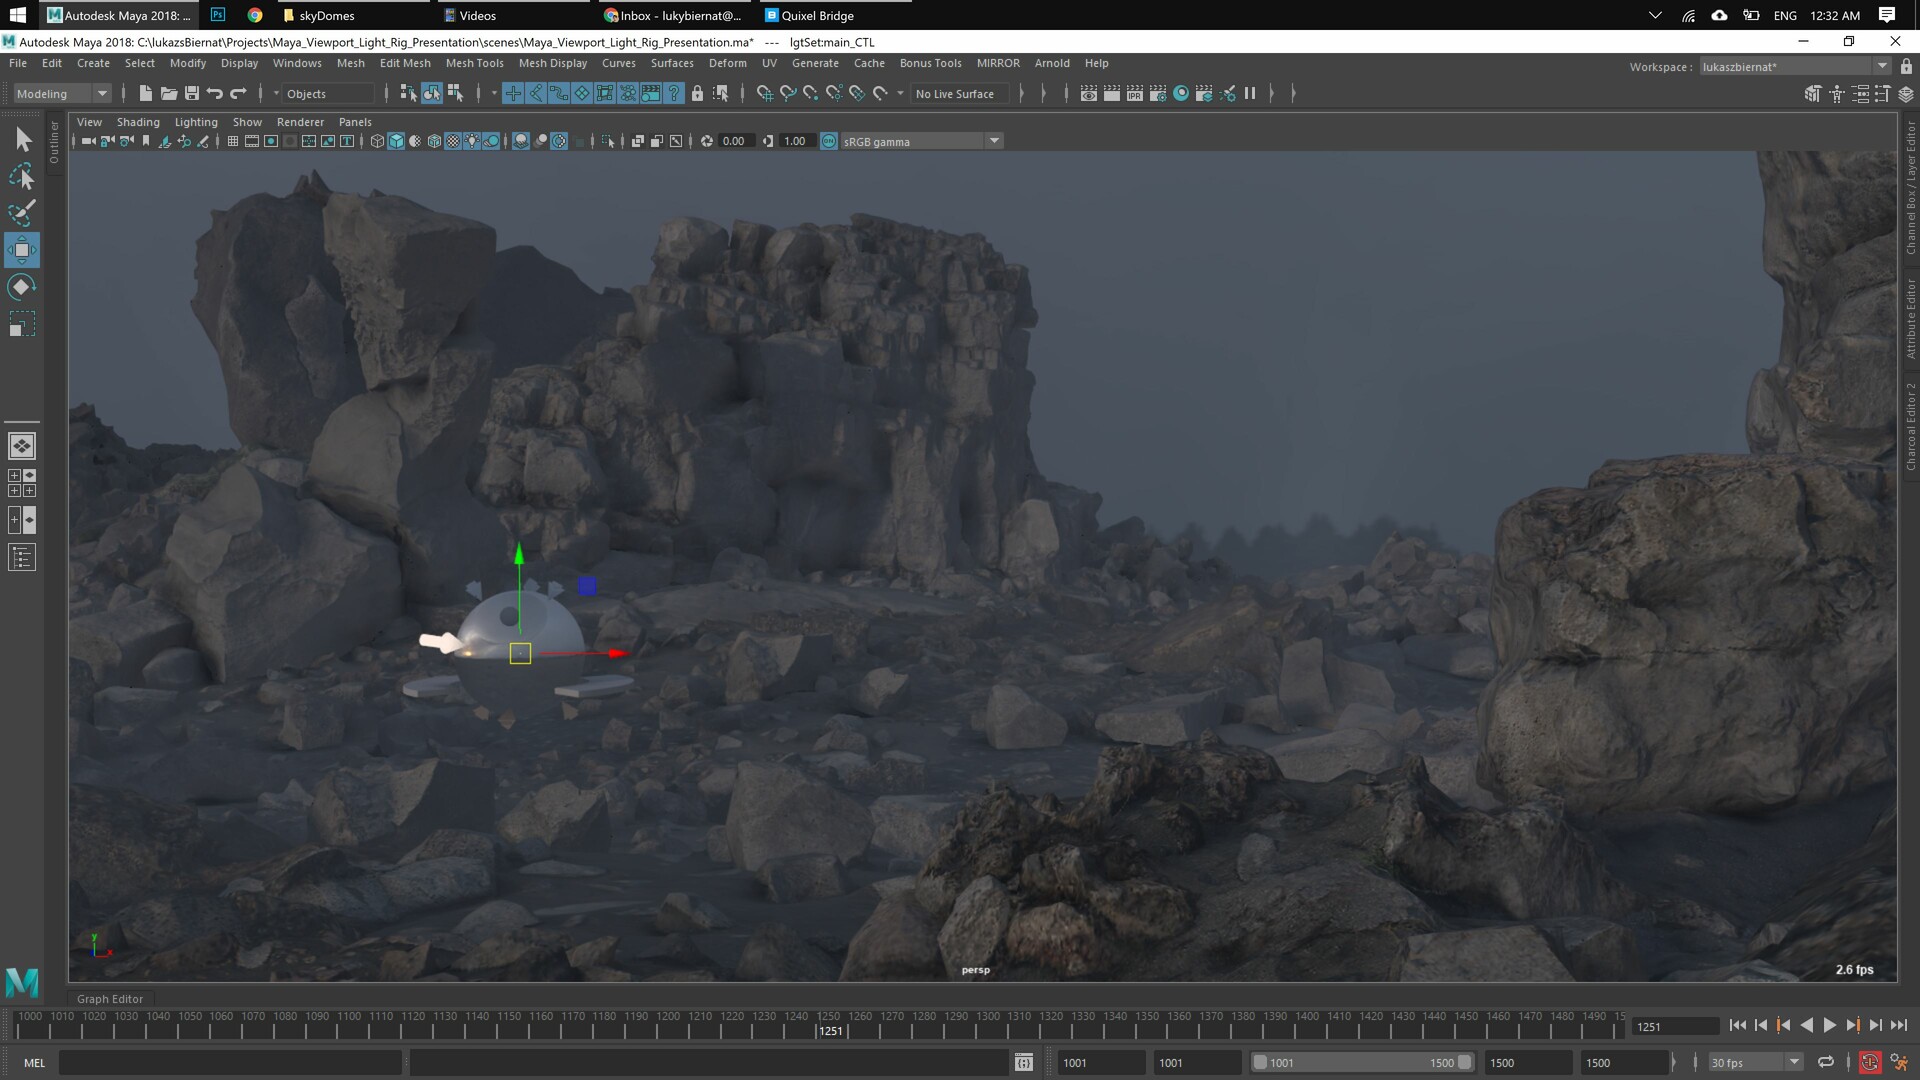 Autodesk Maya 2018: ...
skyDomes
Videos
Inbox - lukybiernat@...
Quixel Bridge
ENG
12:32 AM
Autodesk Maya 2018: C:\lukazsBiernat\Projects\Maya_Viewport_Light_Rig_Presentation\scenes\Maya_Viewport_Light_Rig_Presentation.ma* --- lgtSet:main_CTL
File Edit Create Select Modify Display Windows Mesh Edit Mesh Mesh Tools Mesh Display Curves Surfaces Deform UV Generate Cache Bonus Tools MIRROR Arnold Help
Workspace : lukaszbiernat*
Modeling
Objects
No Live Surface
View Shading Lighting Show Renderer Panels
0.00
1.00
sRGB gamma
Outliner
Channel Box / Layer Editor
Attribute Editor
Charcoal Editor 2
persp
2.6 fps
y
x
Graph Editor
1000 1010 1020 1030 1040 1050 1060 1070 1080 1090 1100 1110 1120 1130 1140 1150 1160 1170 1180 1190 1200 1210 1220 1230 1240 1250 1260 1270 1280 1290 1300 1310 1320 1330 1340 1350 1360 1370 1380 1390 1400 1410 1420 1430 1440 1450 1460 1470 1480 1490 15
1251
1251
MEL
1001
1001
1001
1500
1500
1500
30 fps